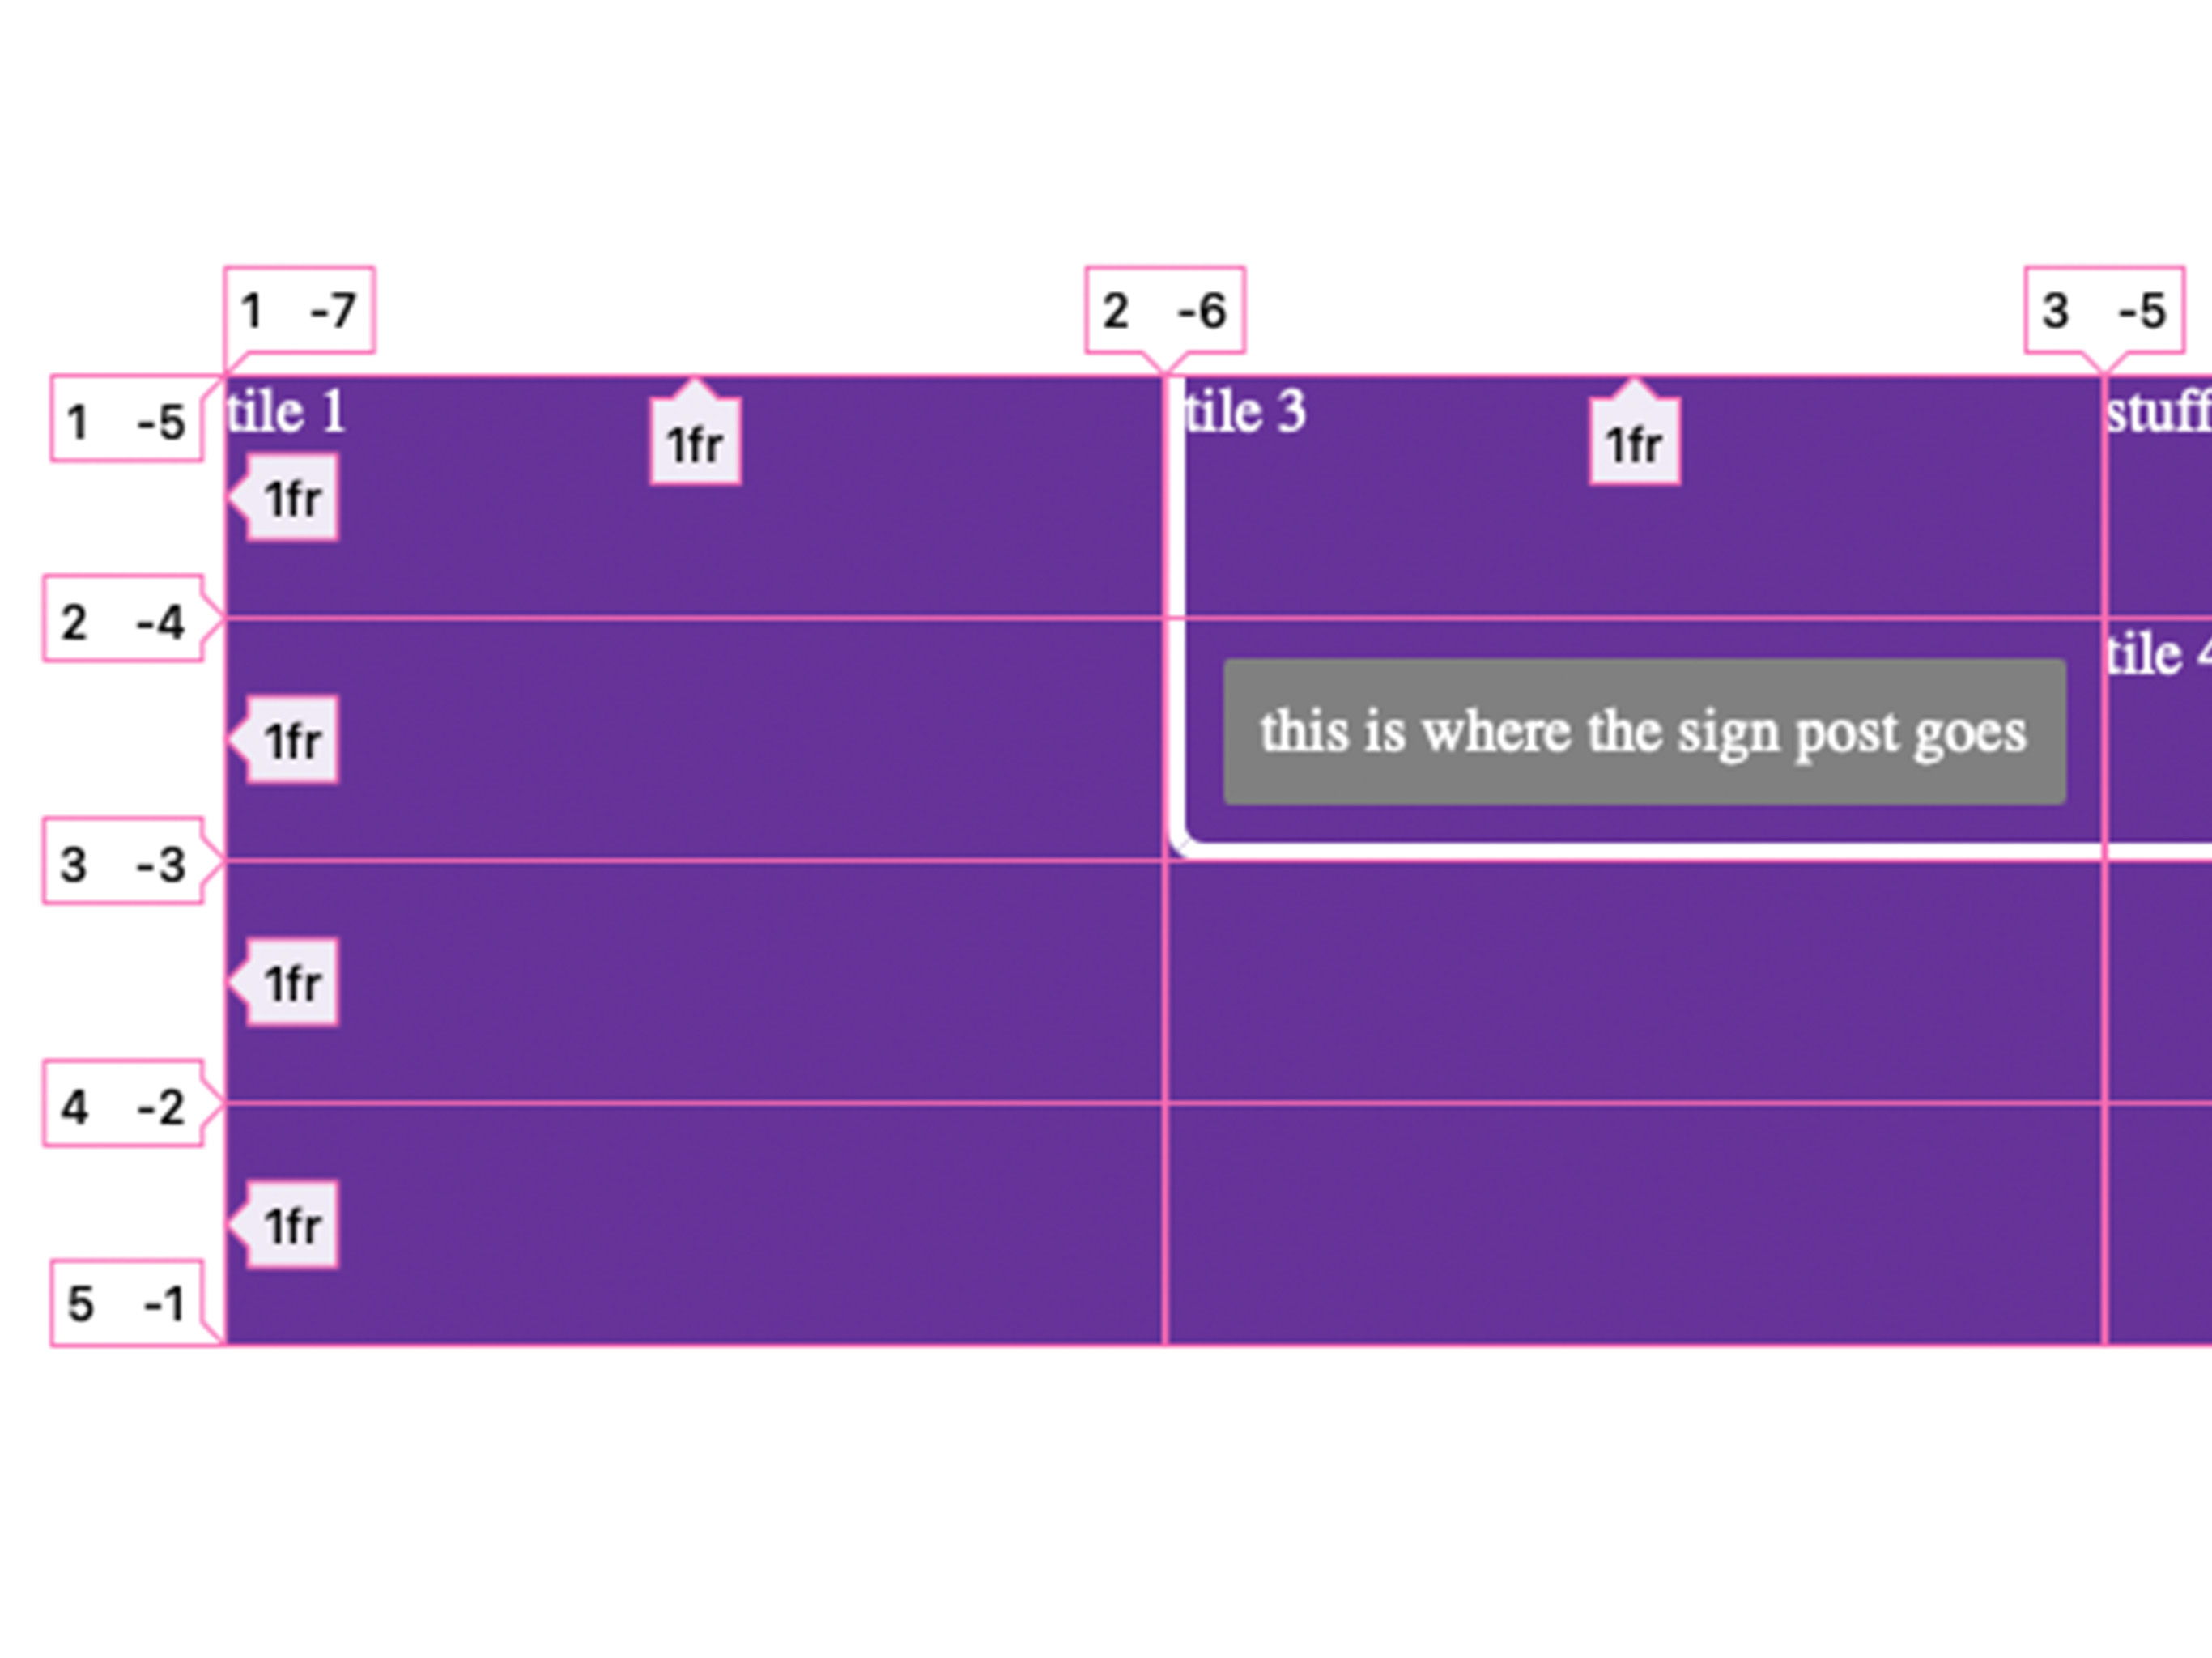 1 -7
2 -6
3 -5
1 -5
tile 1
1fr
tile 3
1fr
stuff
1fr
2 -4
tile 4
this is where the sign post goes
1fr
3 -3
1fr
4 -2
1fr
5 -1